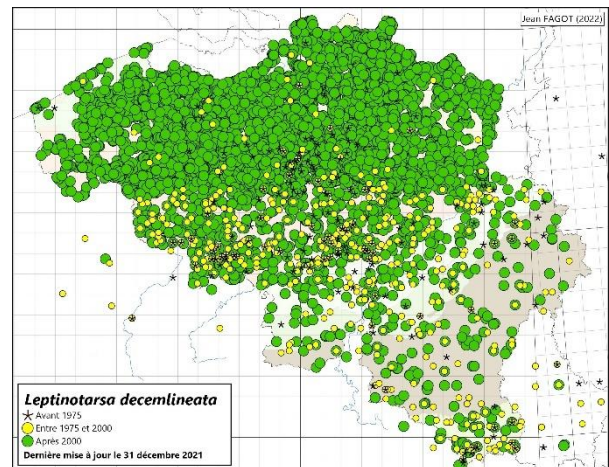 Jean FAGOT (2022)
Leptinotarsa decemlineata
Avant 1975
Entre 1975 et 2000
Après 2000
Dernière mise à jour le 31 décembre 2021